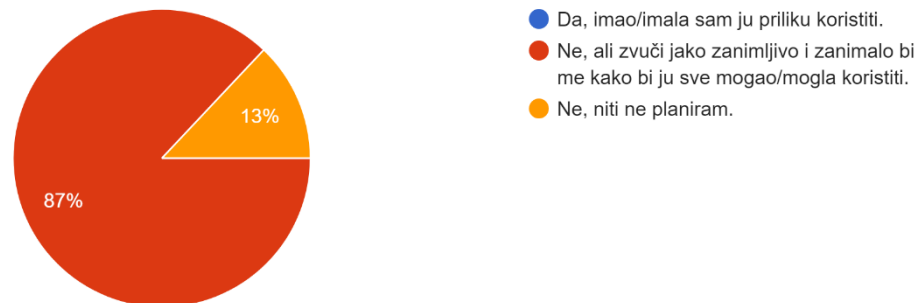 Da, imao/imala sam ju priliku koristiti.
Ne, ali zvuči jako zanimljivo i zanimalo bi
me kako bi ju sve mogao/mogla koristiti.
Ne, niti ne planiram.
13%
87%